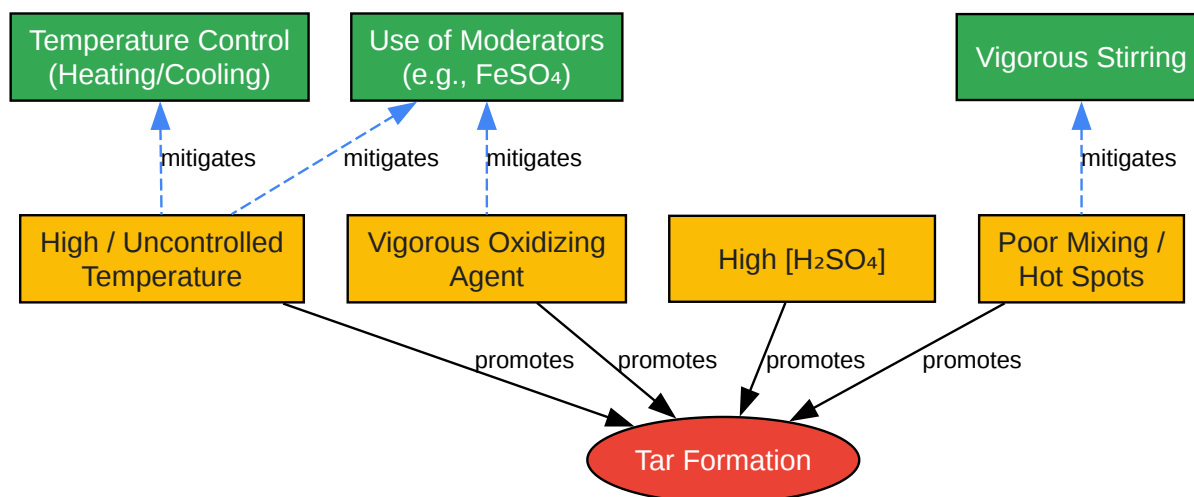 Temperature Control
(Heating/Cooling)
Use of Moderators
(e.g., FeSO₄)
Vigorous Stirring
mitigates
mitigates
mitigates
mitigates
High / Uncontrolled
Temperature
Vigorous Oxidizing
Agent
High [H₂SO₄]
Poor Mixing /
Hot Spots
promotes
promotes
promotes
promotes
Tar Formation